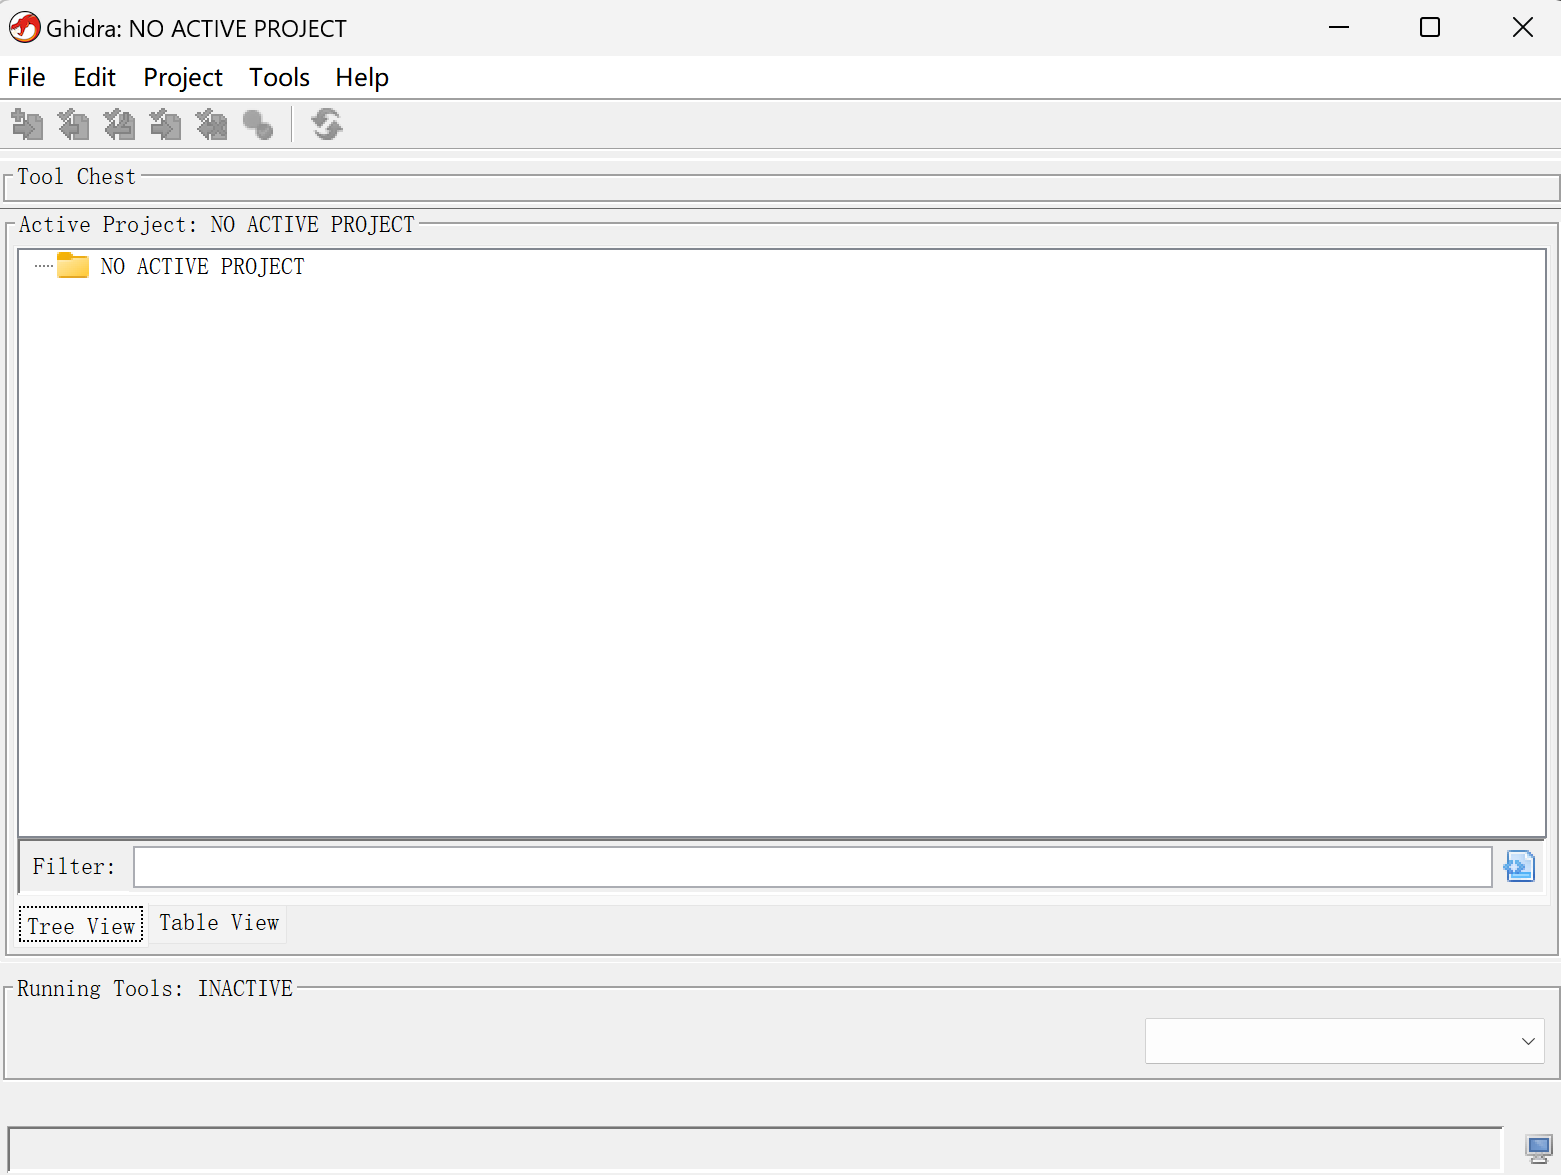 Ghidra: NO ACTIVE PROJECT
File Edit Project Tools Help
Tool Chest
Active Project: NO ACTIVE PROJECT
NO ACTIVE PROJECT
Filter:
Tree View Table View
Running Tools: INACTIVE